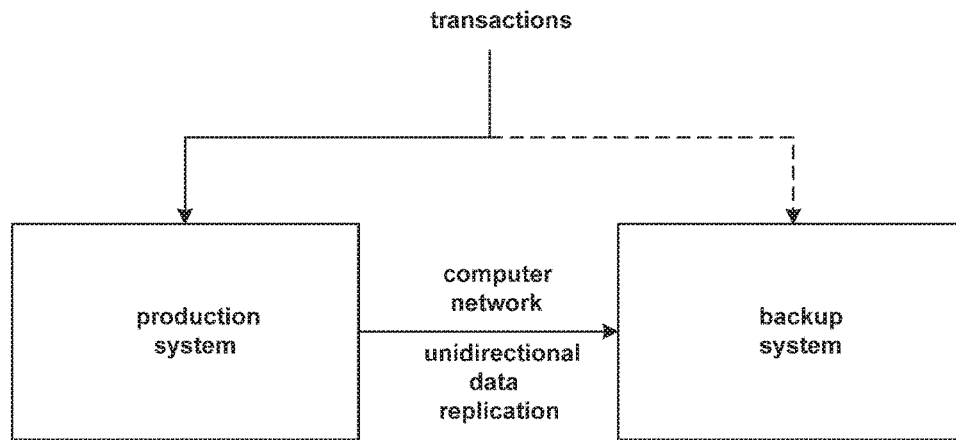 transactions
production
system
computer
network
unidirectional
data
replication
backup
system